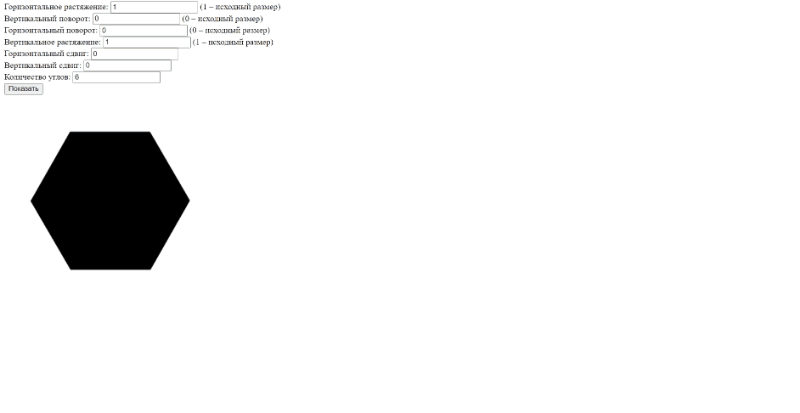 Горизонтальное растяжение: 1 (1 – исходный размер)
Вертикальный поворот: 0 (0 – исходный размер)
Горизонтальный поворот: 0 (0 – исходный размер)
Вертикальное растяжение: 1 (1 – исходный размер)
Горизонтальный сдвиг: 0
Вертикальный сдвиг: 0
Количество углов: 6
Показать